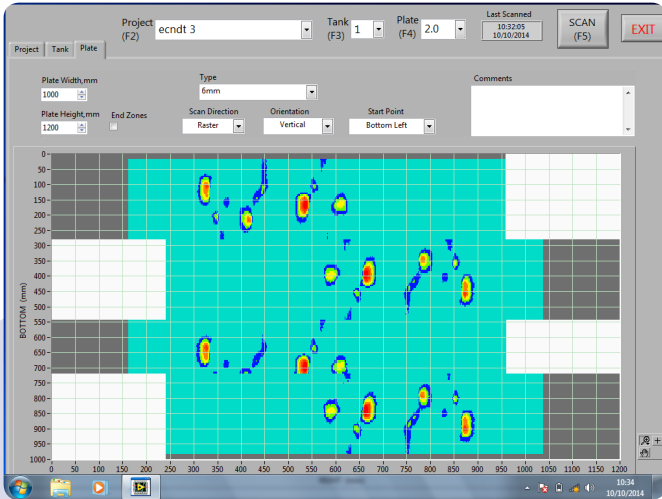 Project (F2) ecndt 3 Tank (F3) 1 Plate (F4) 2.0 Last Scanned 10:32:05 10/10/2014 SCAN (F5) EXIT
Project Tank Plate
Plate Width,mm
1000
Plate Height,mm
1200
End Zones
Type
6mm
Scan Direction
Raster
Orientation
Vertical
Start Point
Bottom Left
Comments
BOTTOM (mm)
0
50
100
150
200
250
300
350
400
450
500
550
600
650
700
750
800
850
900
950
1000
0 50 100 150 200 250 300 350 400 450 500 550 600 650 700 750 800 850 900 950 1000 1050 1100 1150 1200
10:34
10/10/2014